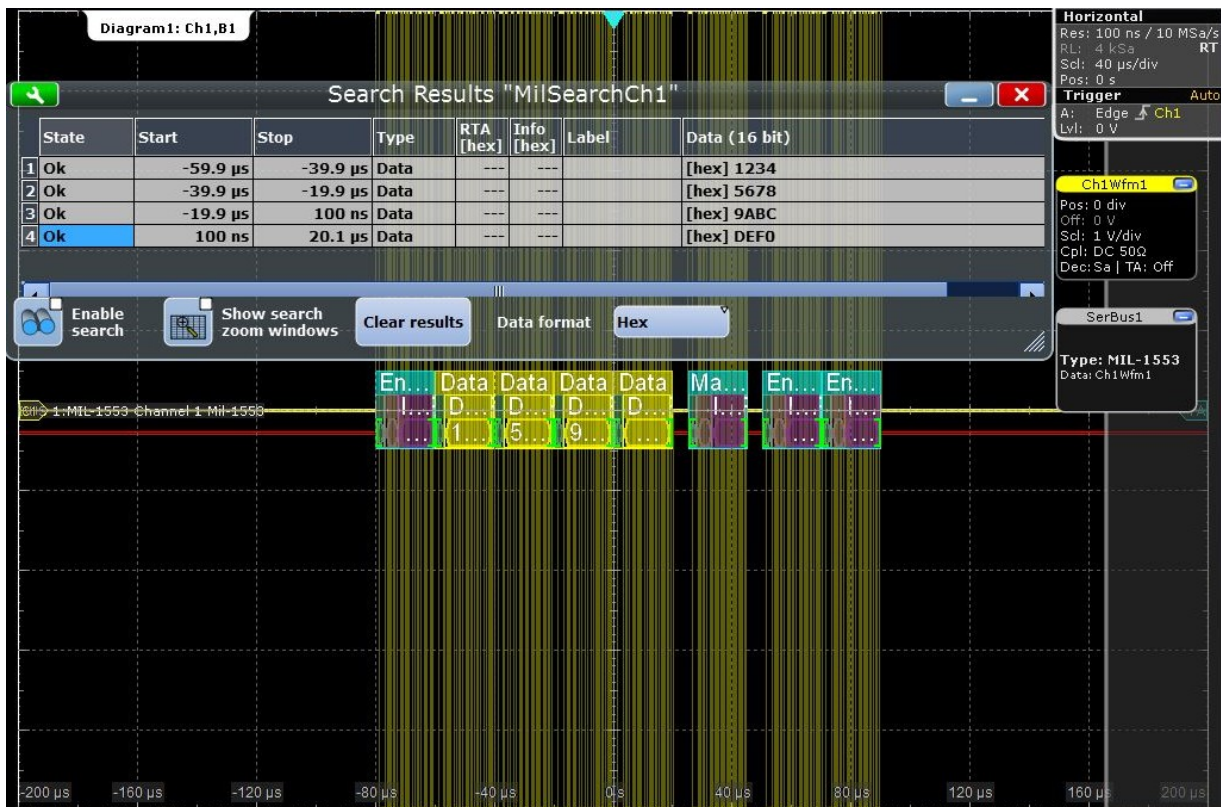 Diagram1: Ch1,B1
Horizontal
Res: 100 ns / 10 MSa/s
RL: 4 kSa RT
Scl: 40 µs/div
Pos: 0 s
Trigger Auto
A: Edge Ch1
Lvl: 0 V
Search Results "MilSearchCh1"
State Start Stop Type RTA [hex] Info [hex] Label Data (16 bit)
1 Ok -59.9 µs -39.9 µs Data --- --- [hex] 1234
2 Ok -39.9 µs -19.9 µs Data --- --- [hex] 5678
3 Ok -19.9 µs 100 ns Data --- --- [hex] 9ABC
4 Ok 100 ns 20.1 µs Data --- --- [hex] DEF0
Enable search
Show search zoom windows
Clear results
Data format
Hex
Ch1Wfm1
Pos: 0 div
Off: 0 V
Scl: 1 V/div
Cpl: DC 50Ω
Dec: Sa | TA: Off
SerBus1
Type: MIL-1553
Data: Ch1Wfm1
En... Data Data Data Data Ma... En... En...
I... D... D... D... D... I... I... I...
... (1... (5... (9... ... ... ... ...
1:MIL-1553 Channel 1 Mil-1553
-200 µs -160 µs -120 µs -80 µs -40 µs 0 s 40 µs 80 µs 120 µs 160 µs 200 µs